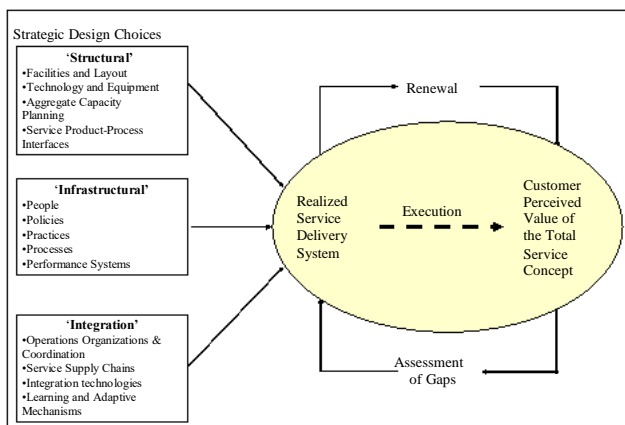 Strategic Design Choices
‘Structural’
•Facilities and Layout
•Technology and Equipment
•Aggregate Capacity
Planning
•Service Product-Process
Interfaces
‘Infrastructural’
•People
•Policies
•Practices
•Processes
•Performance Systems
‘Integration’
•Operations Organizations &
Coordination
•Service Supply Chains
•Integration technologies
•Learning and Adaptive
Mechanisms
Renewal
Realized
Service
Delivery
System
Execution
Customer
Perceived
Value of
the Total
Service
Concept
Assessment
of Gaps